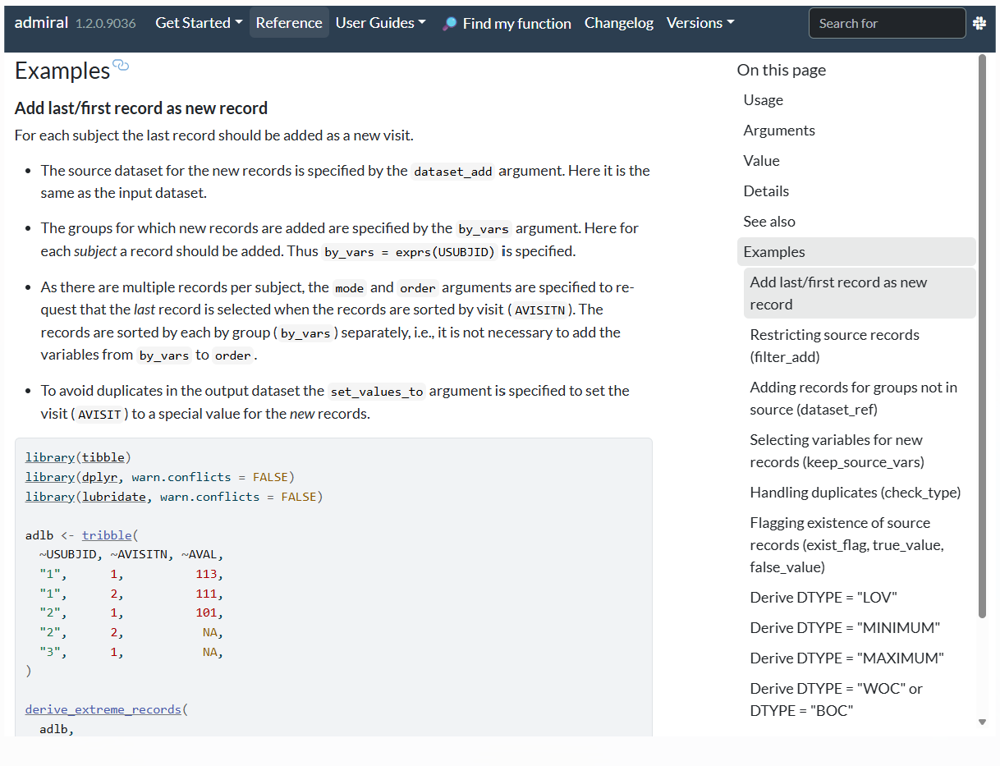 admiral 1.2.0.9036 Get Started Reference User Guides Find my function Changelog Versions Search for
Examples
Add last/first record as new record
For each subject the last record should be added as a new visit.
• The source dataset for the new records is specified by the dataset_add argument. Here it is the
same as the input dataset.
• The groups for which new records are added are specified by the by_vars argument. Here for
each subject a record should be added. Thus by_vars = exprs(USUBJID) is specified.
• As there are multiple records per subject, the mode and order arguments are specified to re-
quest that the last record is selected when the records are sorted by visit (AVISITN). The
records are sorted by each by group (by_vars) separately, i.e., it is not necessary to add the
variables from by_vars to order.
• To avoid duplicates in the output dataset the set_values_to argument is specified to set the
visit (AVISIT) to a special value for the new records.
library(tibble)
library(dplyr, warn.conflicts = FALSE)
library(lubridate, warn.conflicts = FALSE)
adlb <- tribble(
~USUBJID, ~AVISITN, ~AVAL,
"1", 1, 113,
"1", 2, 111,
"2", 1, 101,
"2", 2, NA,
"3", 1, NA,
)
derive_extreme_records(
adlb,
On this page
Usage
Arguments
Value
Details
See also
Examples
Add last/first record as new
record
Restricting source records
(filter_add)
Adding records for groups not in
source (dataset_ref)
Selecting variables for new
records (keep_source_vars)
Handling duplicates (check_type)
Flagging existence of source
records (exist_flag, true_value,
false_value)
Derive DTYPE = "LOV"
Derive DTYPE = "MINIMUM"
Derive DTYPE = "MAXIMUM"
Derive DTYPE = "WOC" or
DTYPE = "BOC"